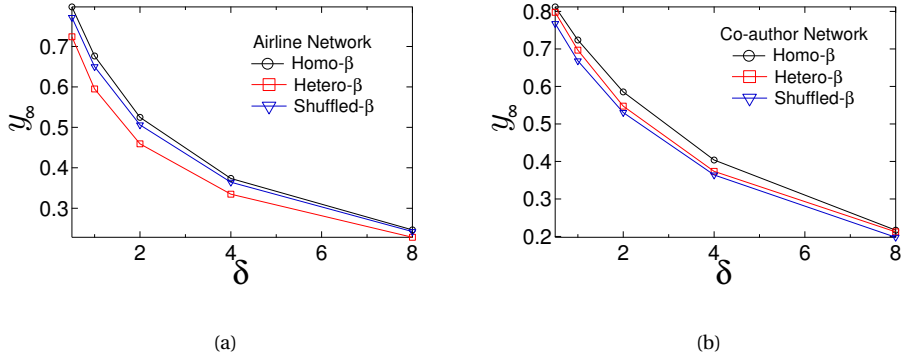 0.7
0.6
0.5
0.4
0.3
y∞
2
4
6
8
δ
Airline Network
Homo-β
Hetero-β
Shuffled-β
(a)
0.8
0.7
0.6
0.5
0.4
0.3
0.2
y∞
2
4
6
8
δ
Co-author Network
Homo-β
Hetero-β
Shuffled-β
(b)